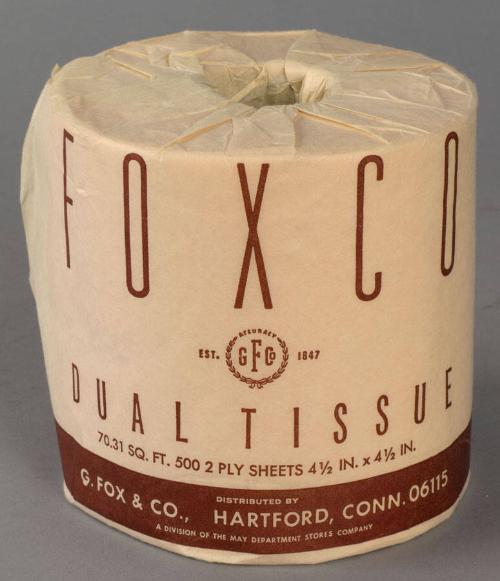 FOXCO
ACCURACY
EST. GFCo 1847
DUAL TISSUE
70.31 SQ. FT. 500 2 PLY SHEETS 4½ IN. x 4½ IN.
DISTRIBUTED BY
G. FOX & CO., HARTFORD, CONN. 06115
A DIVISION OF THE MAY DEPARTMENT STORES COMPANY